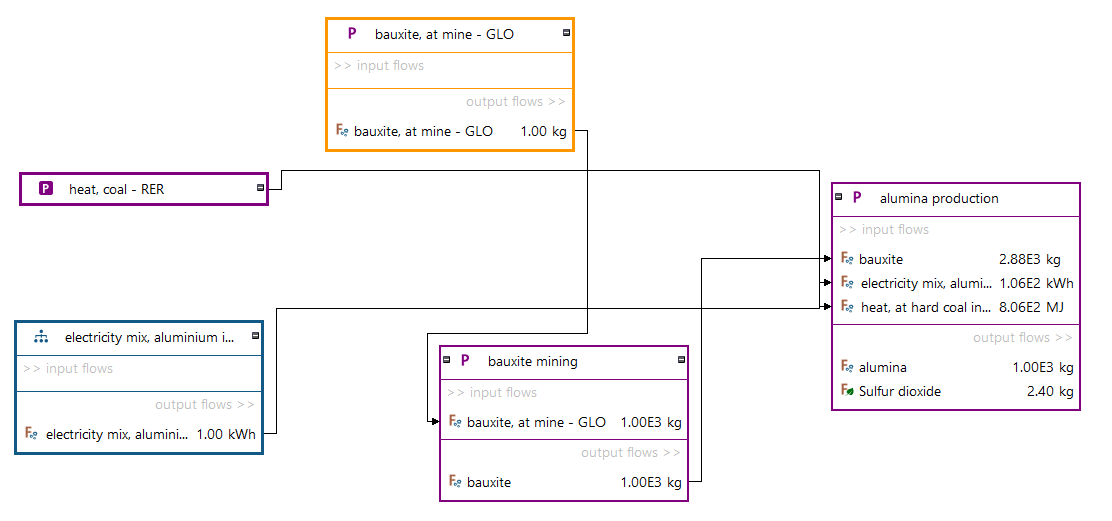 P bauxite, at mine - GLO
>> input flows
output flows >>
bauxite, at mine - GLO 1.00 kg
P heat, coal - RER
P alumina production
>> input flows
bauxite 2.88E3 kg
electricity mix, alumi... 1.06E2 kWh
heat, at hard coal in... 8.06E2 MJ
output flows >>
alumina 1.00E3 kg
Sulfur dioxide 2.40 kg
electricity mix, aluminium i...
>> input flows
output flows >>
electricity mix, alumini... 1.00 kWh
P bauxite mining
>> input flows
bauxite, at mine - GLO 1.00E3 kg
output flows >>
bauxite 1.00E3 kg